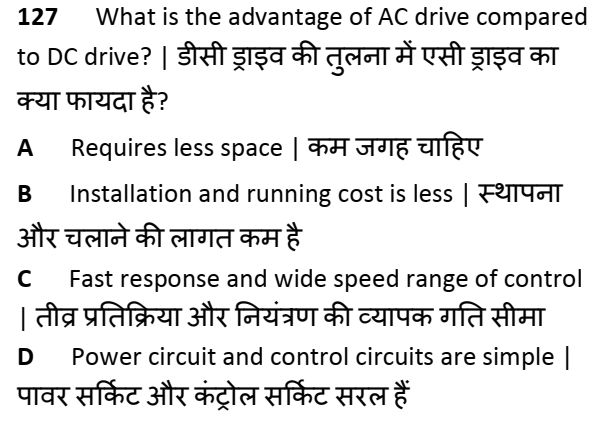 127 What is the advantage of AC drive compared
to DC drive? | डीसी ड्राइव की तुलना में एसी ड्राइव का
क्या फायदा है?
A Requires less space | कम जगह चाहिए
B Installation and running cost is less | स्थापना
और चलाने की लागत कम है
C Fast response and wide speed range of control
| तीव्र प्रतिक्रिया और नियंत्रण की व्यापक गति सीमा
D Power circuit and control circuits are simple |
पावर सर्किट और कंट्रोल सर्किट सरल हैं